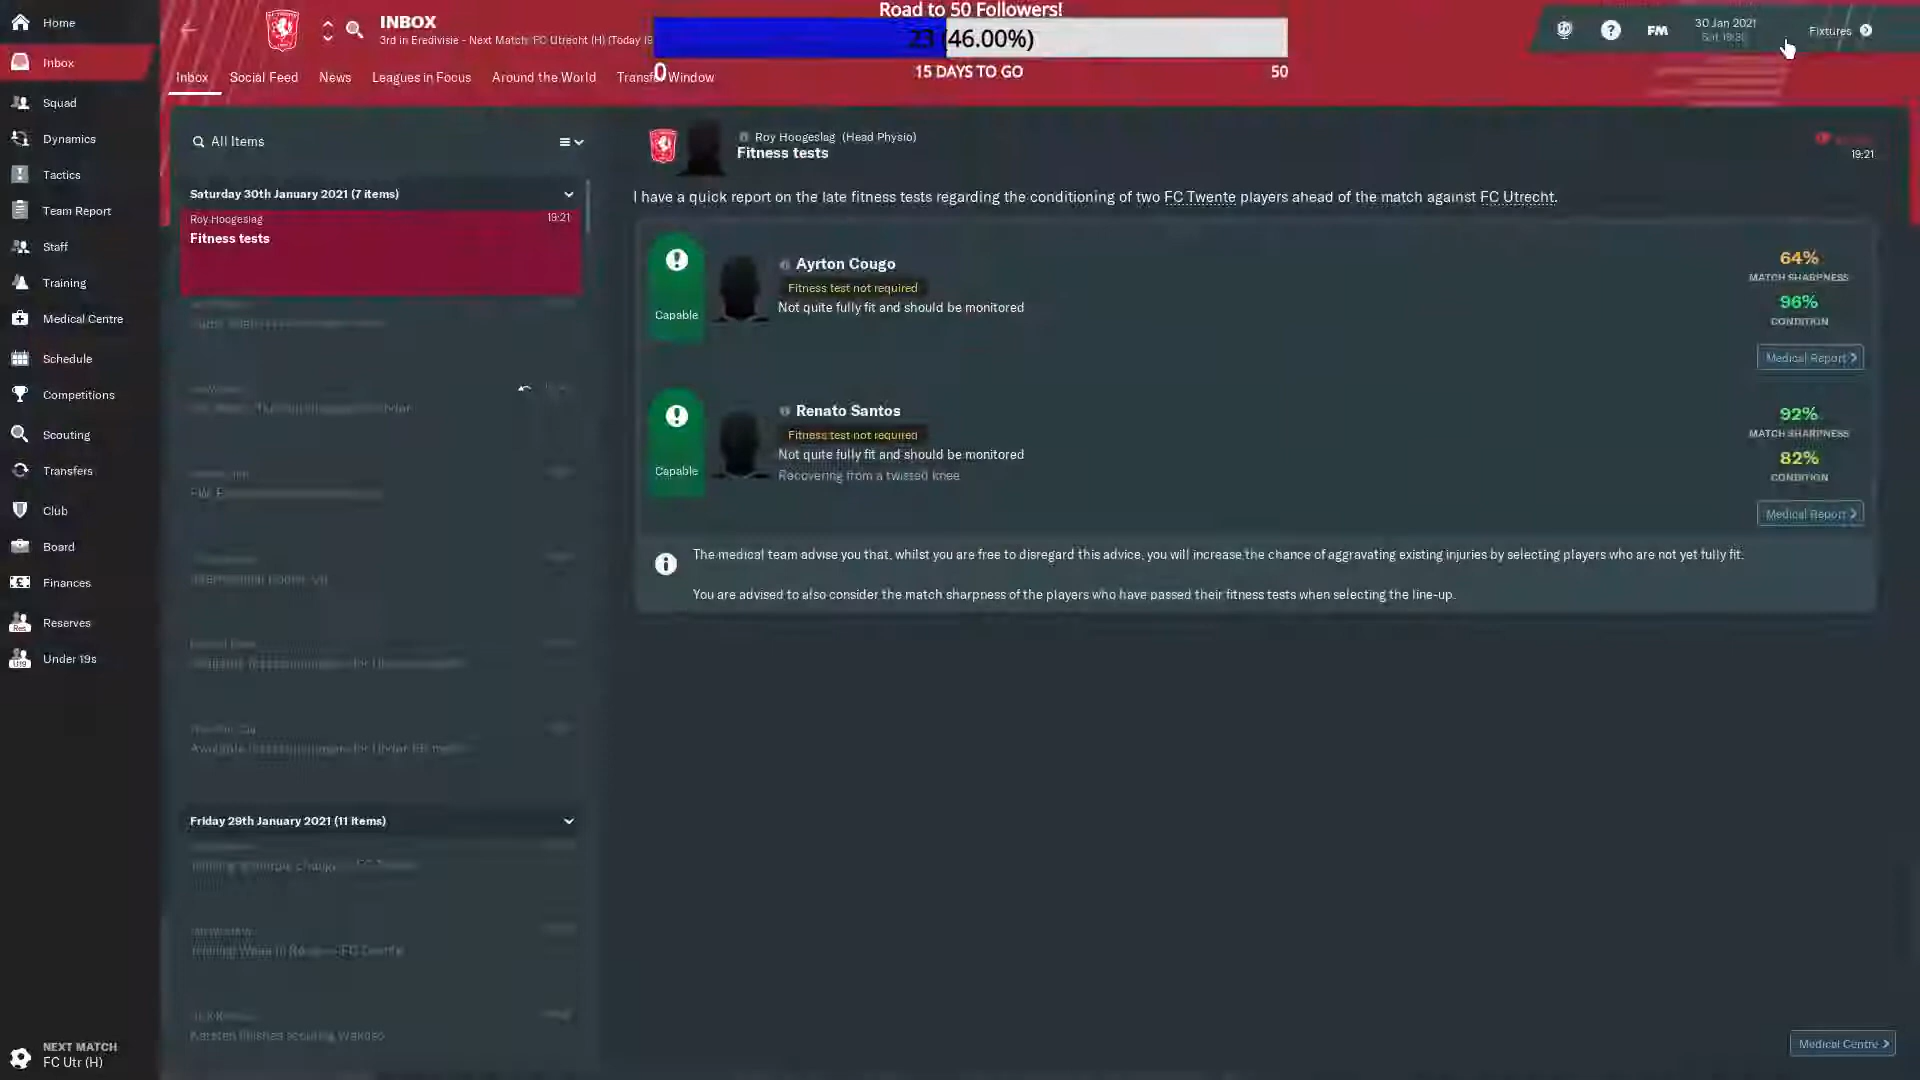 Home
Inbox
Squad
Dynamics
Tactics
Team Report
Staff
Training
Medical Centre
Schedule
Competitions
Scouting
Transfers
Club
Board
Finances
Reserves
Under 19s
NEXT MATCH
FC Utr (H)
INBOX
3rd in Eredivisie - Next Match: FC Utrecht (H) (Today 19
Inbox
Social Feed
News
Leagues in Focus
Around the World
Transfer Window
Road to 50 Followers!
23 (46.00%)
0
15 DAYS TO GO
50
FM
30 Jan 2021
Fixtures
All Items
Saturday 30th January 2021 (7 items)
Roy Hoogeslag
19:21
Fitness tests
Friday 29th January 2021 (11 items)
Roy Hoogeslag (Head Physio)
Fitness tests
19:21
I have a quick report on the late fitness tests regarding the conditioning of two FC Twente players ahead of the match against FC Utrecht.
Capable
Ayrton Cougo
Fitness test not required
Not quite fully fit and should be monitored
64%
MATCH SHARPNESS
96%
CONDITION
Medical Report
Capable
Renato Santos
Fitness test not required
Not quite fully fit and should be monitored
Recovering from a twisted knee
92%
MATCH SHARPNESS
82%
CONDITION
Medical Report
The medical team advise you that, whilst you are free to disregard this advice, you will increase the chance of aggravating existing injuries by selecting players who are not yet fully fit.
You are advised to also consider the match sharpness of the players who have passed their fitness tests when selecting the line-up.
Medical Centre